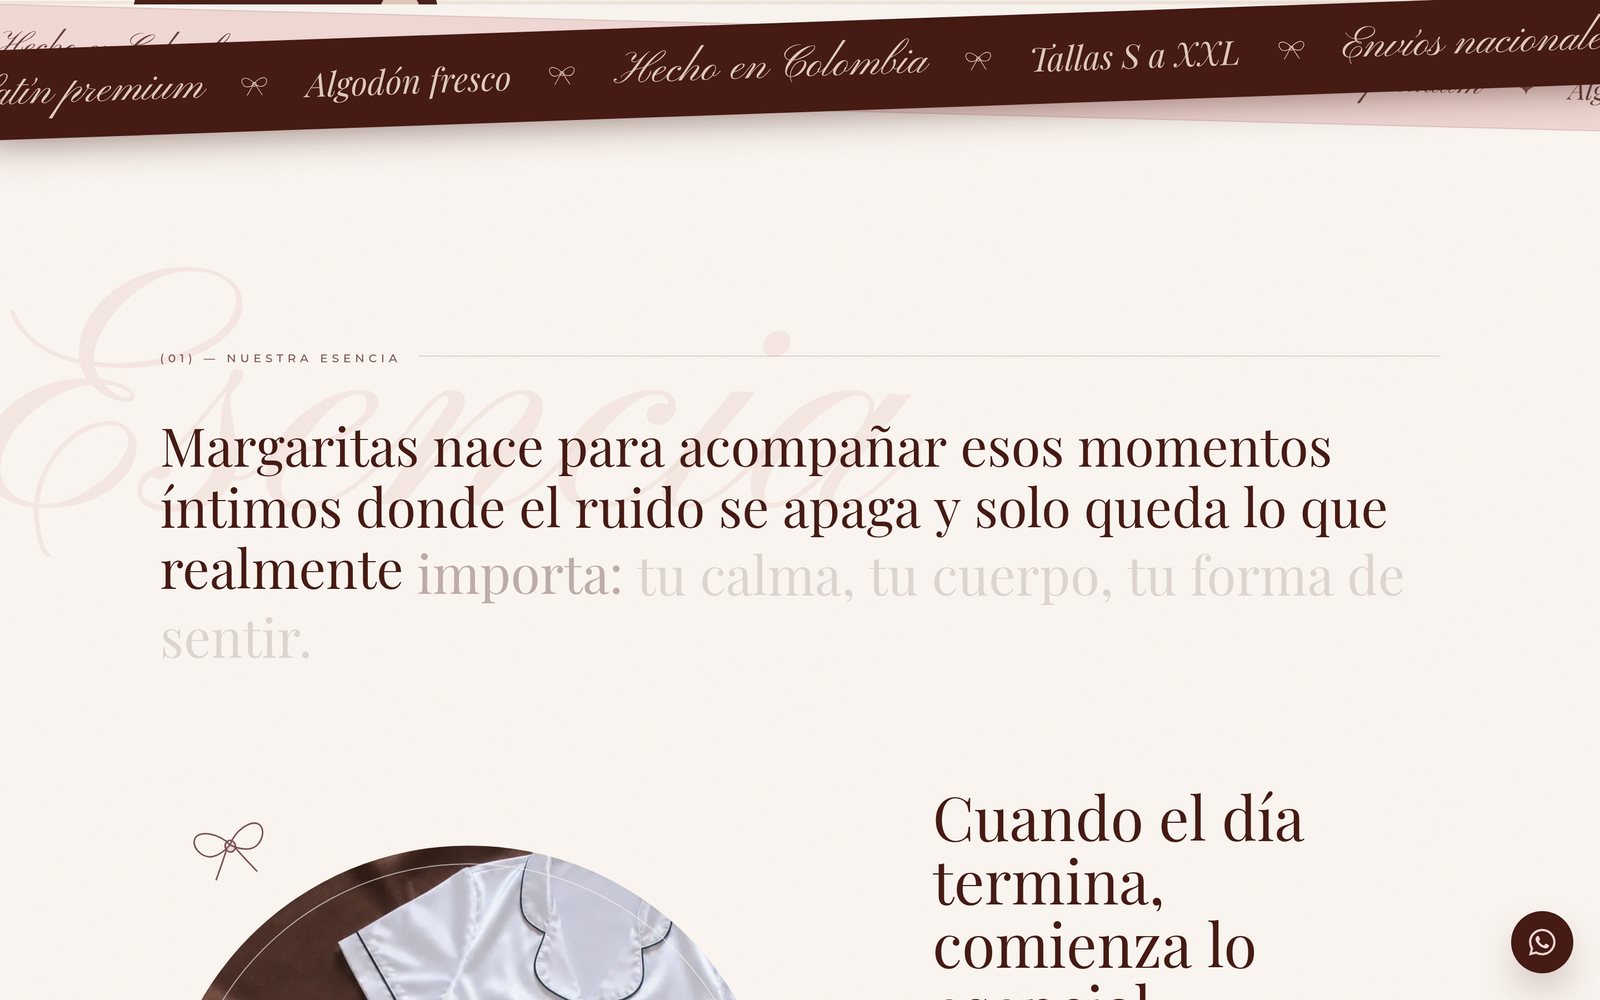 Algodón fresco Hecho en Colombia Tallas S a XXL Envíos
premium
Esencia
(01) — NUESTRA ESENCIA
Margaritas nace para acompañar esos momentos
íntimos donde el ruido se apaga y solo queda lo que
realmente importa: tu calma, tu cuerpo, tu forma de
sentir.
Cuando el día
termina,
comienza lo